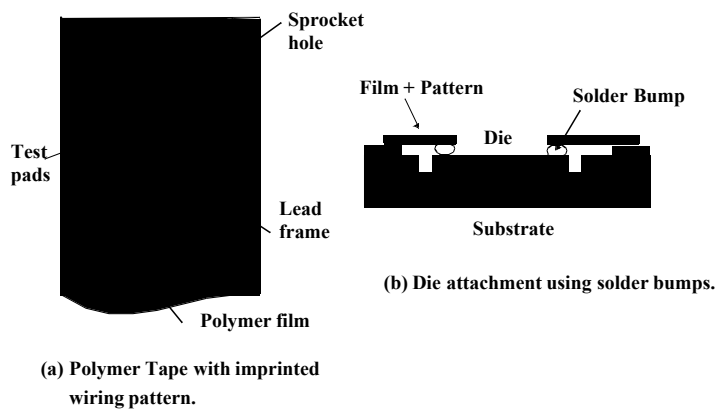 Sprocket
hole
Film + Pattern
Solder Bump
Test
pads
Die
Lead
frame
Substrate
(b) Die attachment using solder bumps.
Polymer film
(a) Polymer Tape with imprinted
wiring pattern.